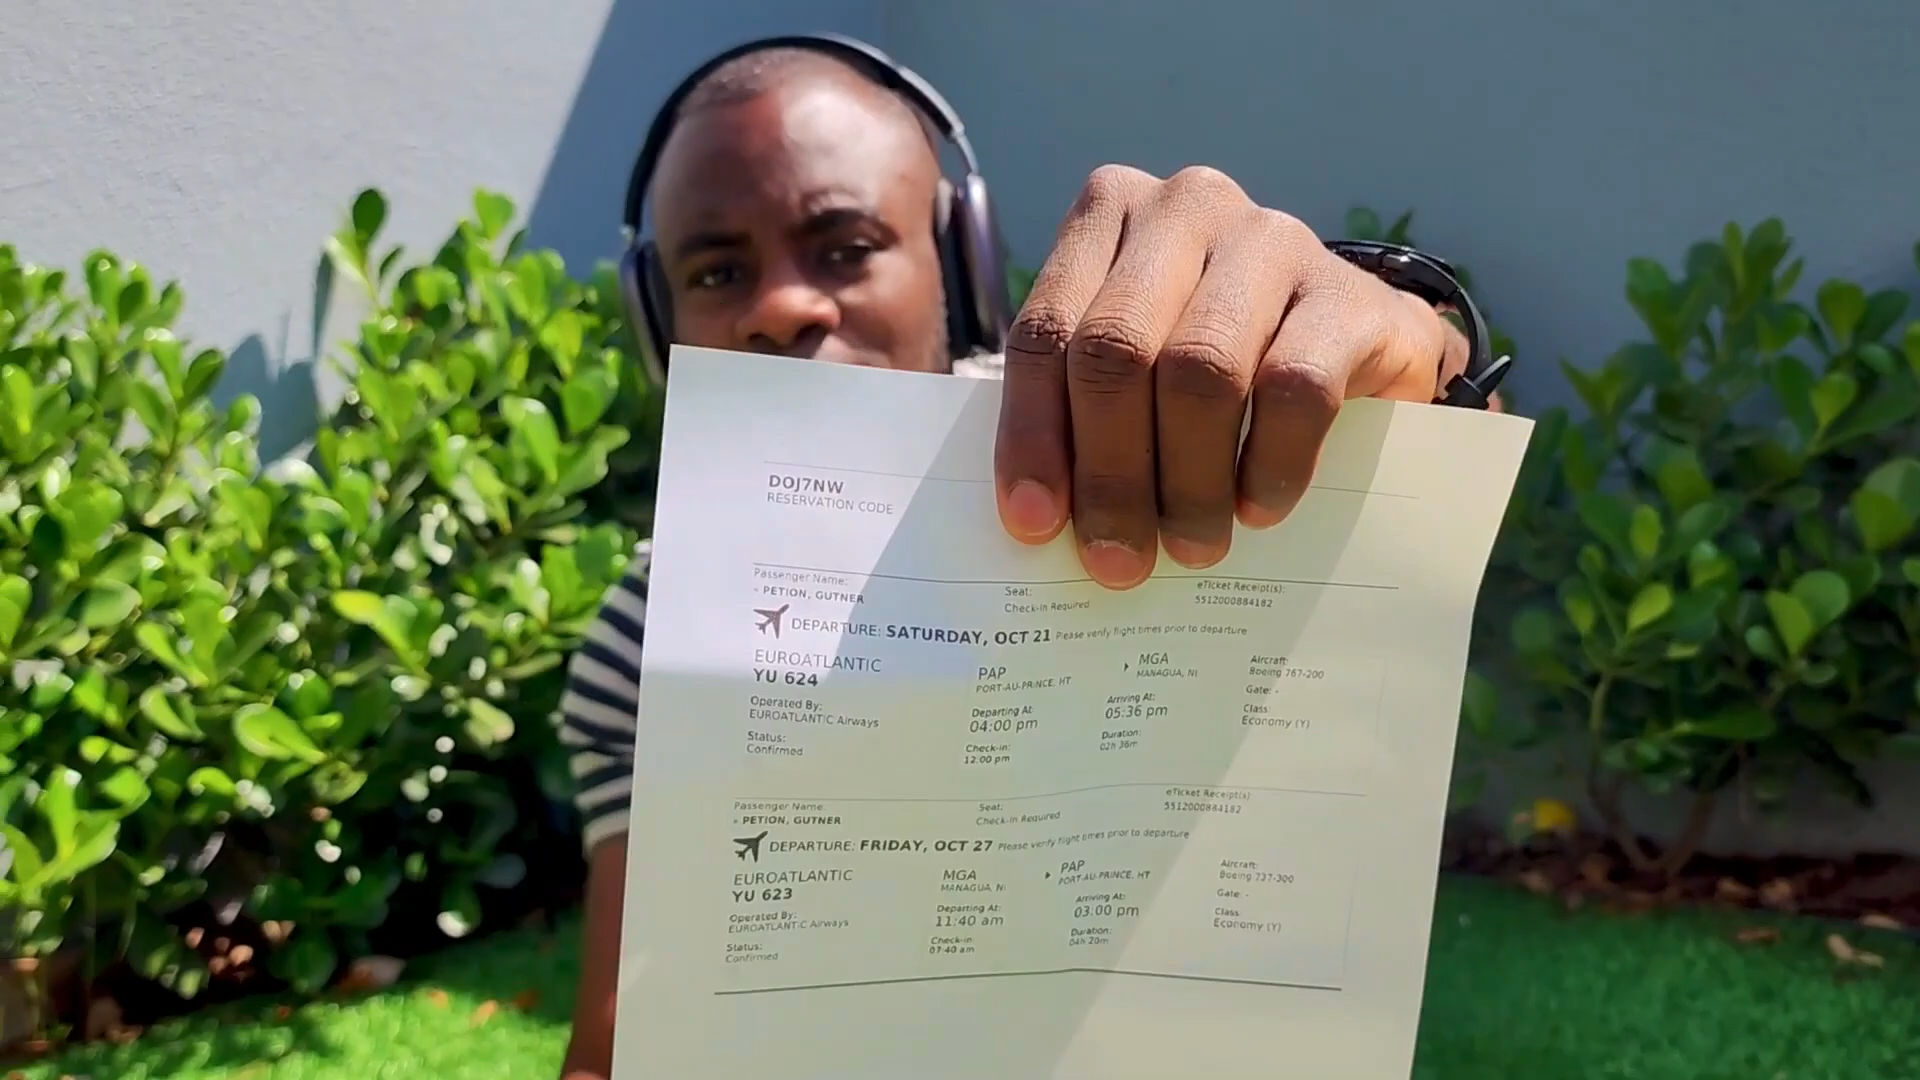 DOJ7NW
RESERVATION CODE
Passenger Name: Seat: eTicket Receipt(s):
» PETION, GUTNER Check-in Required 5512000884182
DEPARTURE: SATURDAY, OCT 21 Please verify flight times prior to departure
EUROATLANTIC PAP MGA Aircraft:
YU 624 PORT-AU-PRINCE, HT MANAGUA, NI Boeing 767-200
Operated By: Departing At: Arriving At: Gate: -
EUROATLANTIC Airways 04:00 pm 05:36 pm Class:
Status: Check-in: Duration: Economy (Y)
Confirmed 12:00 pm 02h 36m
Passenger Name: Seat: eTicket Receipt(s):
» PETION, GUTNER Check-in Required 5512000884182
DEPARTURE: FRIDAY, OCT 27 Please verify flight times prior to departure
EUROATLANTIC MGA PAP Aircraft:
YU 623 MANAGUA, NI PORT-AU-PRINCE, HT Boeing 737-300
Operated By: Departing At: Arriving At: Gate: -
EUROATLANTIC Airways 11:40 am 03:00 pm Class:
Status: Check-in: Duration: Economy (Y)
Confirmed 07:40 am 04h 20m